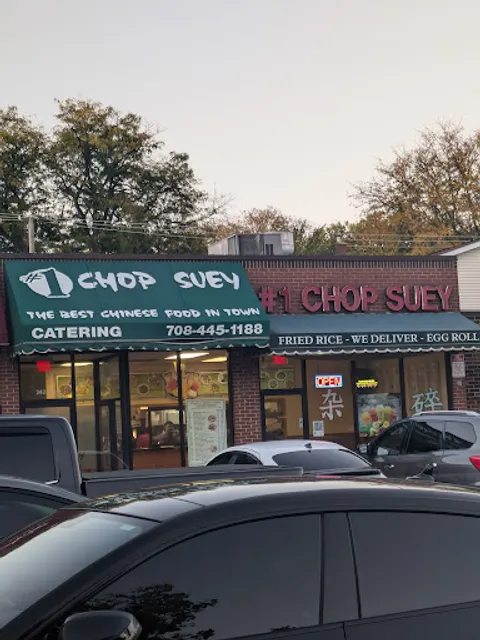 #1 CHOP SUEY
THE BEST CHINESE FOOD IN TOWN
CATERING 708-445-1188
#1 CHOP SUEY
FRIED RICE - WE DELIVER - EGG ROLL
OPEN
杂碎